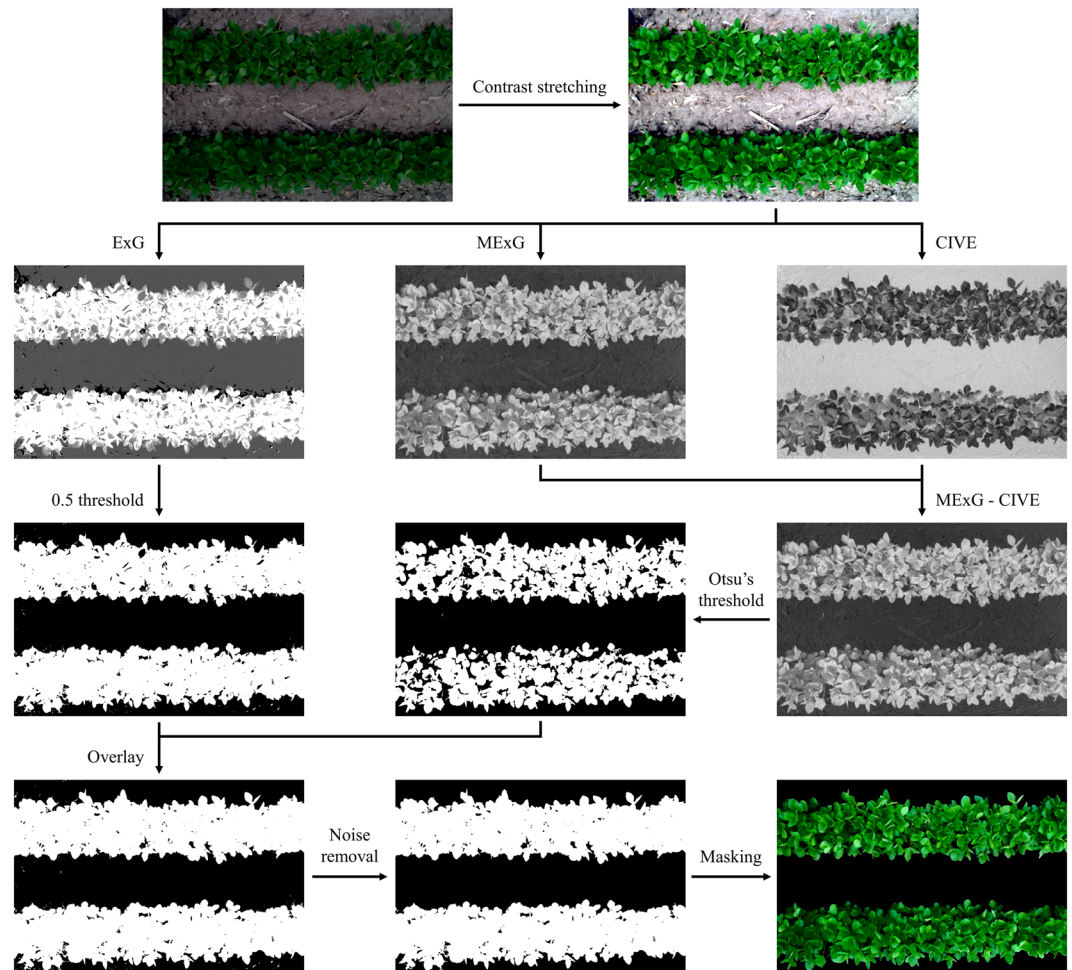 Contrast stretching
ExG
MExG
CIVE
0.5 threshold
MExG - CIVE
Otsu's
threshold
Overlay
Noise
removal
Masking